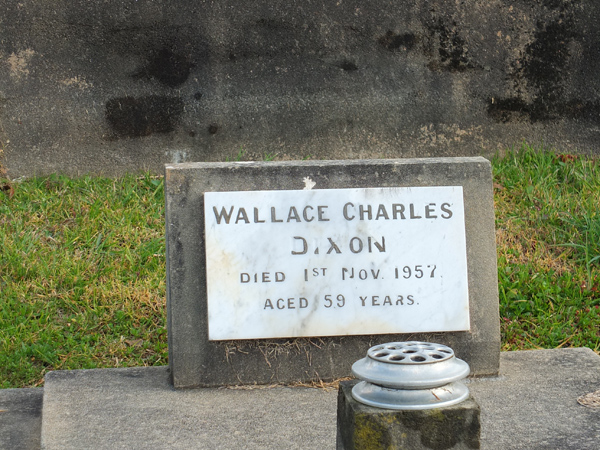 WALLACE CHARLES
DIXON
DIED 1ST NOV. 1957.
AGED 59 YEARS.